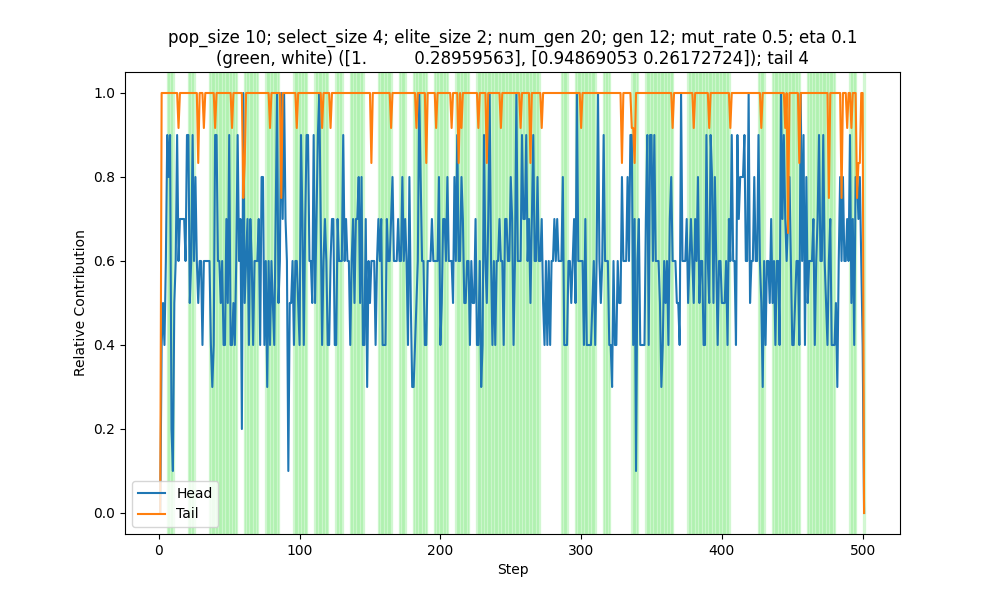 pop_size 10; select_size 4; elite_size 2; num_gen 20; gen 12; mut_rate 0.5; eta 0.1
(green, white) ([1.         0.28959563], [0.94869053 0.26172724]); tail 4
1.0
0.8
0.6
0.4
0.2
0.0
Relative Contribution
Head
Tail
0
100
200
300
400
500
Step